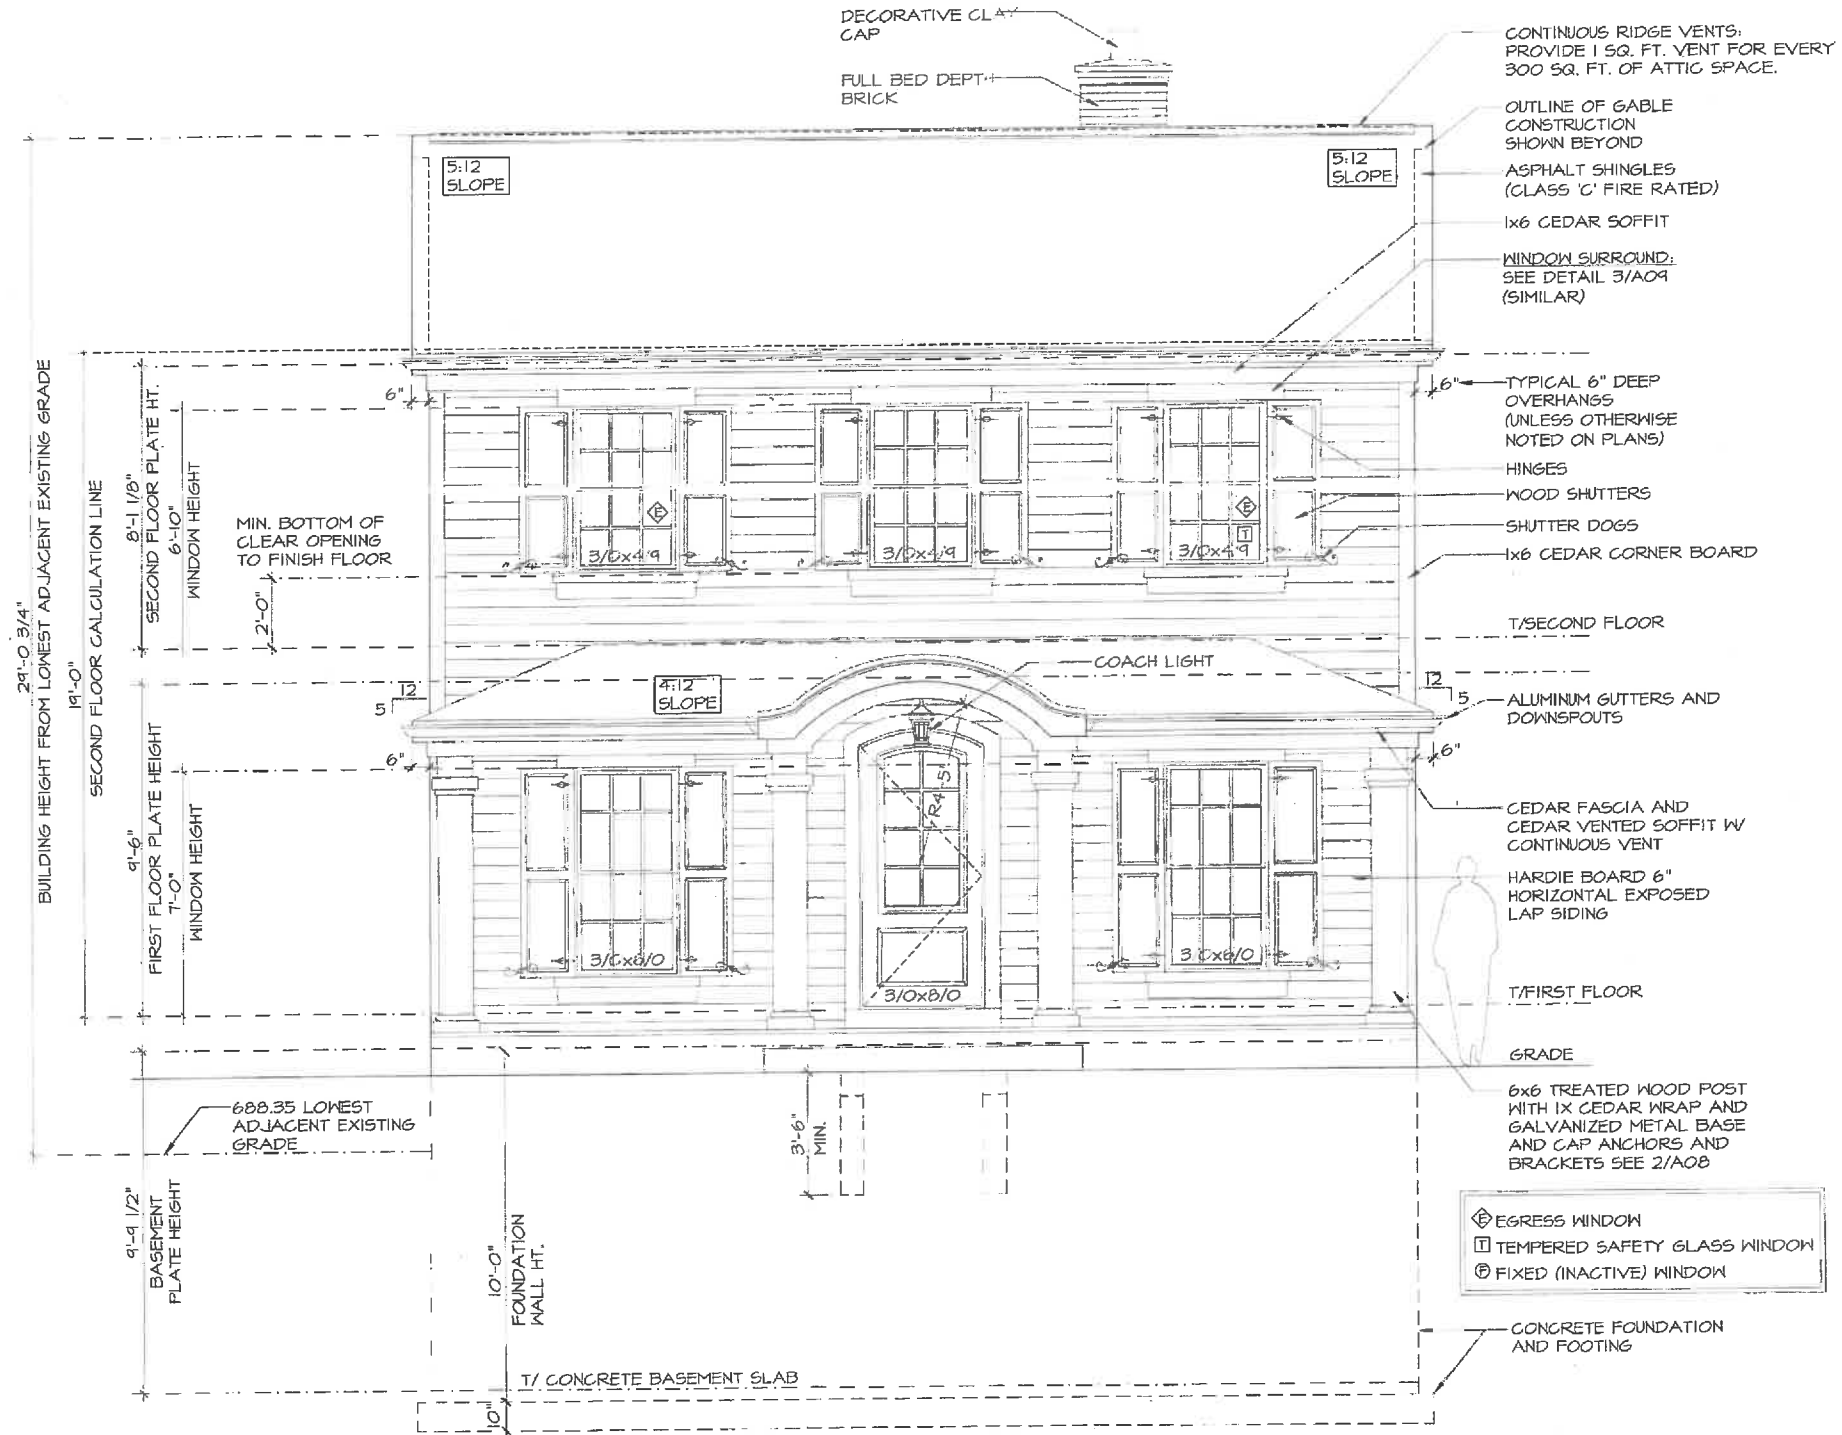 DECORATIVE CLAY
CAP
FULL BED DEPTH
BRICK
CONTINUOUS RIDGE VENTS:
PROVIDE 1 SQ. FT. VENT FOR EVERY
300 SQ. FT. OF ATTIC SPACE.
OUTLINE OF GABLE
CONSTRUCTION
SHOWN BEYOND
ASPHALT SHINGLES
(CLASS 'C' FIRE RATED)
1x6 CEDAR SOFFIT
WINDOW SURROUND:
SEE DETAIL 3/A09
(SIMILAR)
5:12
SLOPE
5:12
SLOPE
6"
6"
TYPICAL 6" DEEP
OVERHANGS
(UNLESS OTHERWISE
NOTED ON PLANS)
HINGES
WOOD SHUTTERS
SHUTTER DOGS
1x6 CEDAR CORNER BOARD
T/SECOND FLOOR
29'-0 3/4"
BUILDING HEIGHT FROM LOWEST ADJACENT EXISTING GRADE
19'-0"
SECOND FLOOR CALCULATION LINE
8'-1 1/8"
SECOND FLOOR PLATE HT.
6'-10"
WINDOW HEIGHT
MIN. BOTTOM OF
CLEAR OPENING
TO FINISH FLOOR
2'-0"
E
E
T
3/0x4/9
3/0x4/9
3/0x4/9
COACH LIGHT
4:12
SLOPE
12
5
12
5
ALUMINUM GUTTERS AND
DOWNSPOUTS
6"
6"
9'-6"
FIRST FLOOR PLATE HEIGHT
7'-0"
WINDOW HEIGHT
R4'-5"
3/0x6/0
3/0x8/0
3/0x6/0
CEDAR FASCIA AND
CEDAR VENTED SOFFIT W/
CONTINUOUS VENT
HARDIE BOARD 6"
HORIZONTAL EXPOSED
LAP SIDING
T/FIRST FLOOR
GRADE
6x6 TREATED WOOD POST
WITH 1X CEDAR WRAP AND
GALVANIZED METAL BASE
AND CAP ANCHORS AND
BRACKETS SEE 2/A08
688.35 LOWEST
ADJACENT EXISTING
GRADE
3'-6"
MIN.
9'-9 1/2"
BASEMENT
PLATE HEIGHT
10'-0"
FOUNDATION
WALL HT.
E EGRESS WINDOW
T TEMPERED SAFETY GLASS WINDOW
F FIXED (INACTIVE) WINDOW
CONCRETE FOUNDATION
AND FOOTING
T/ CONCRETE BASEMENT SLAB
10"